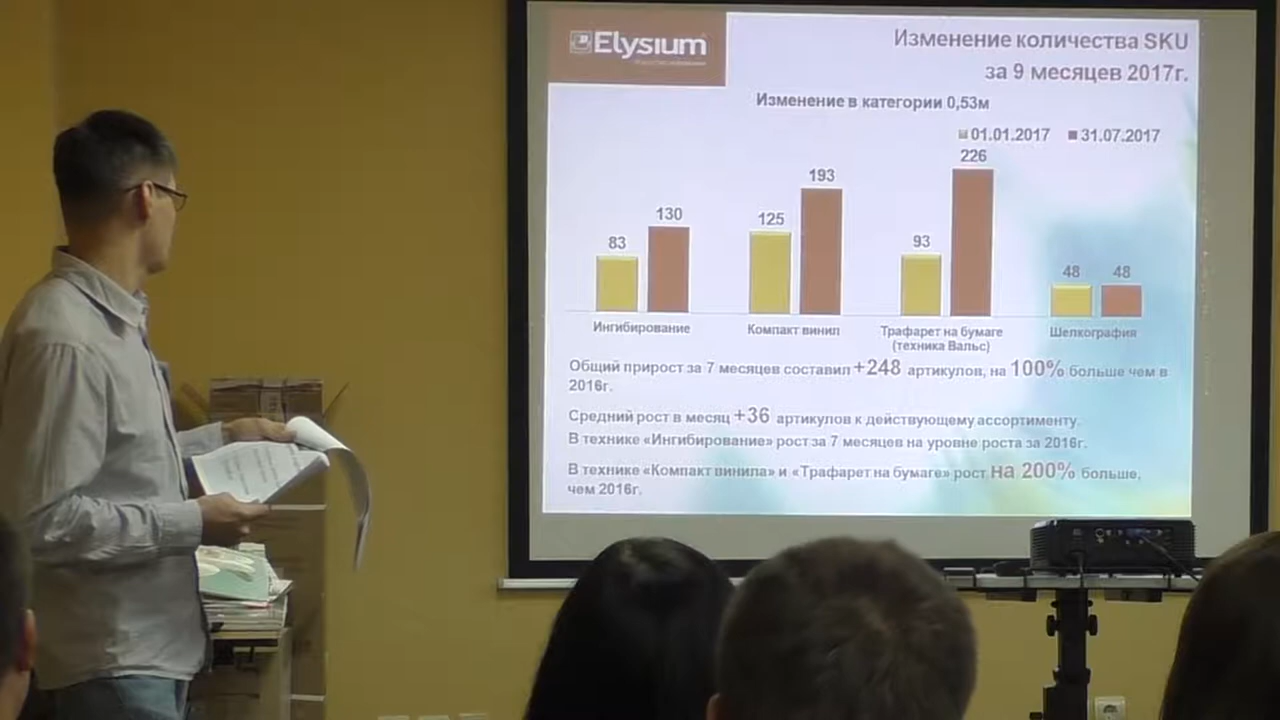 Elysium
Изменение количества SKU
за 9 месяцев 2017г.
Изменение в категории 0,53м
01.01.2017 31.07.2017
83 130 125 193 93 226 48 48
Ингибирование Компакт винил Трафарет на бумаге Шелкография
(техника Вальс)
Общий прирост за 7 месяцев составил +248 артикулов, на 100% больше чем в
2016г.
Средний рост в месяц +36 артикулов к действующему ассортименту.
В технике «Ингибирование» рост за 7 месяцев на уровне роста за 2016г.
В технике «Компакт винила» и «Трафарет на бумаге» рост на 200% больше,
чем 2016г.